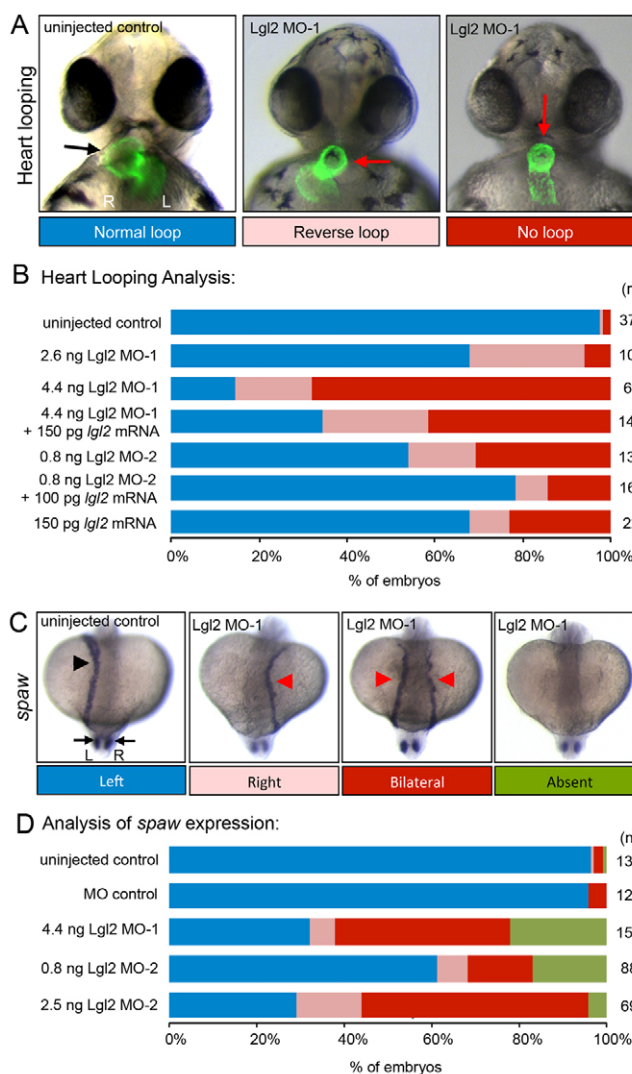 A
uninjected control
Lgl2 MO-1
Lgl2 MO-1
Heart looping
R
L
Normal loop
Reverse loop
No loop
B Heart Looping Analysis:
uninjected control
2.6 ng Lgl2 MO-1
4.4 ng Lgl2 MO-1
4.4 ng Lgl2 MO-1
+ 150 pg lgl2 mRNA
0.8 ng Lgl2 MO-2
0.8 ng Lgl2 MO-2
+ 100 pg lgl2 mRNA
150 pg lgl2 mRNA
0% 20% 40% 60% 80% 100%
% of embryos
C
uninjected control
Lgl2 MO-1
Lgl2 MO-1
Lgl2 MO-1
spaw
L R
Left
Right
Bilateral
Absent
D Analysis of spaw expression:
uninjected control
MO control
4.4 ng Lgl2 MO-1
0.8 ng Lgl2 MO-2
2.5 ng Lgl2 MO-2
0% 20% 40% 60% 80% 100%
% of embryos